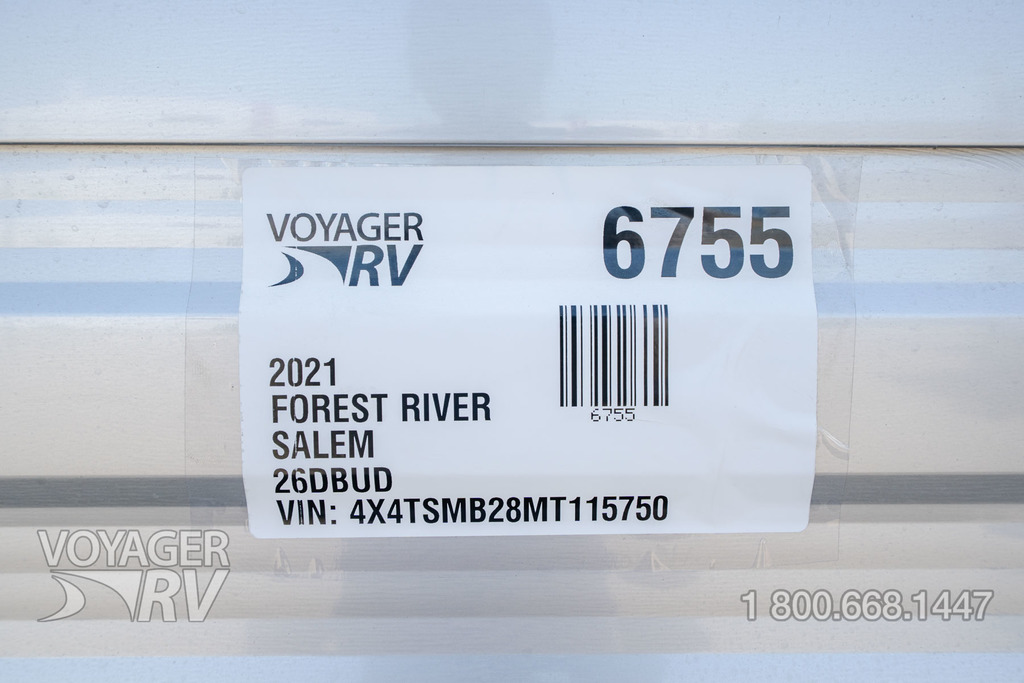 VOYAGER
RV
6755
6755
2021
FOREST RIVER
SALEM
26DBUD
VIN: 4X4TSMB28MT115750
VOYAGER
RV
1 800.668.1447